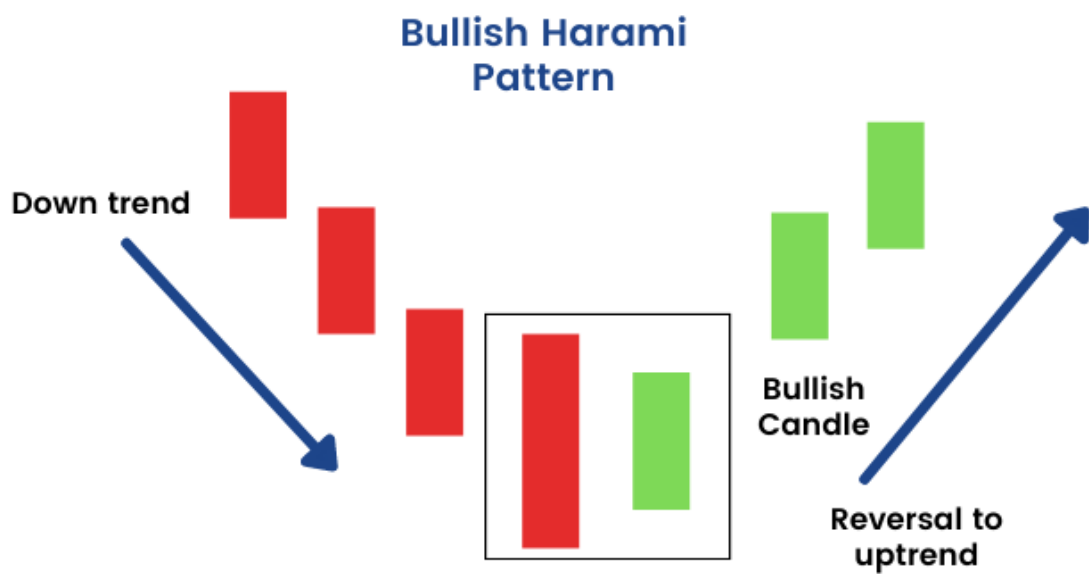 Bullish Harami
Pattern
Down trend
Bullish
Candle
Reversal to
uptrend